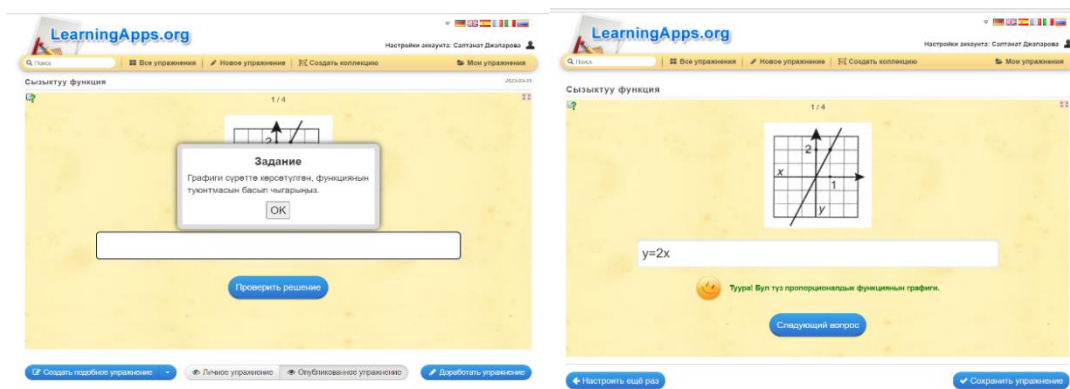 LearningApps.org
Настройки аккаунта: Салтанат Джапарова
Поиск
Все упражнения
Новое упражнение
Создать коллекцию
Мои упражнения
Сызыктуу функция
1 / 4
2
Задание
Графиги сүрөттө көрсөтүлгөн, функциянын
туюнтмасын басып чыгарыңыз.
OK
Проверить решение
Создать подобное упражнение
Личное упражнение
Опубликованное упражнение
Доработать упражнение
LearningApps.org
Настройки аккаунта: Салтанат Джапарова
Поиск
Все упражнения
Новое упражнение
Создать коллекцию
Мои упражнения
Сызыктуу функция
1 / 4
2
x
1
y
y=2x
Туура! Бул түз пропорционалдык функциянын графиги.
Следующий вопрос
Настроить ещё раз
Сохранить упражнение